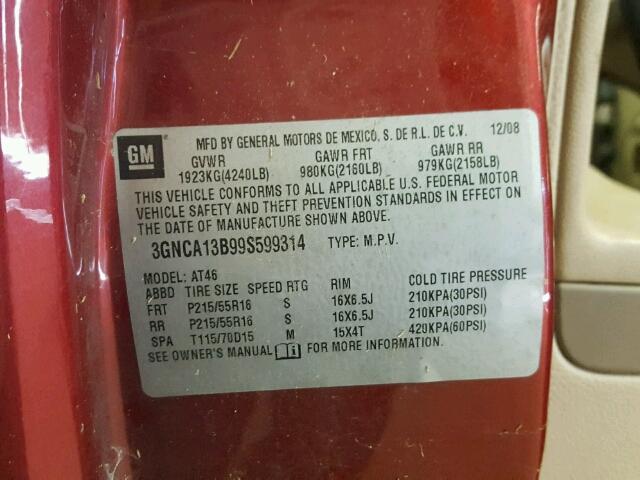 GM
MFD BY GENERAL MOTORS DE MEXICO, S. DE R.L. DE C.V. 12/08
GVWR GAWR FRT GAWR RR
1923KG(4240LB) 980KG(2160LB) 979KG(2158LB)
THIS VEHICLE CONFORMS TO ALL APPLICABLE U.S. FEDERAL MOTOR
VEHICLE SAFETY AND THEFT PREVENTION STANDARDS IN EFFECT ON
THE DATE OF MANUFACTURE SHOWN ABOVE.
3GNCA13B99S599314 TYPE: M.P.V.
MODEL: AT46
ABBD TIRE SIZE SPEED RTG RIM COLD TIRE PRESSURE
FRT P215/55R16 S 16X6.5J 210KPA(30PSI)
RR P215/55R16 S 16X6.5J 210KPA(30PSI)
SPA T115/70D15 M 15X4T 420KPA(60PSI)
SEE OWNER'S MANUAL FOR MORE INFORMATION.